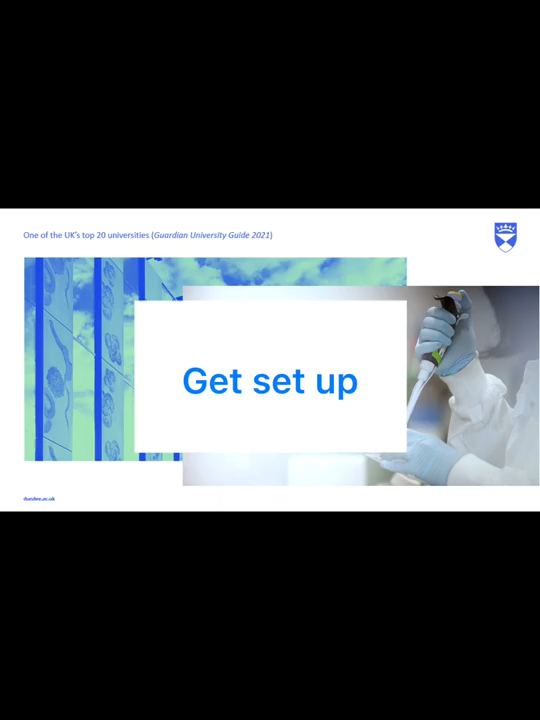 One of the UK's top 20 universities (Guardian University Guide 2021)
Get set up
dundee.ac.uk